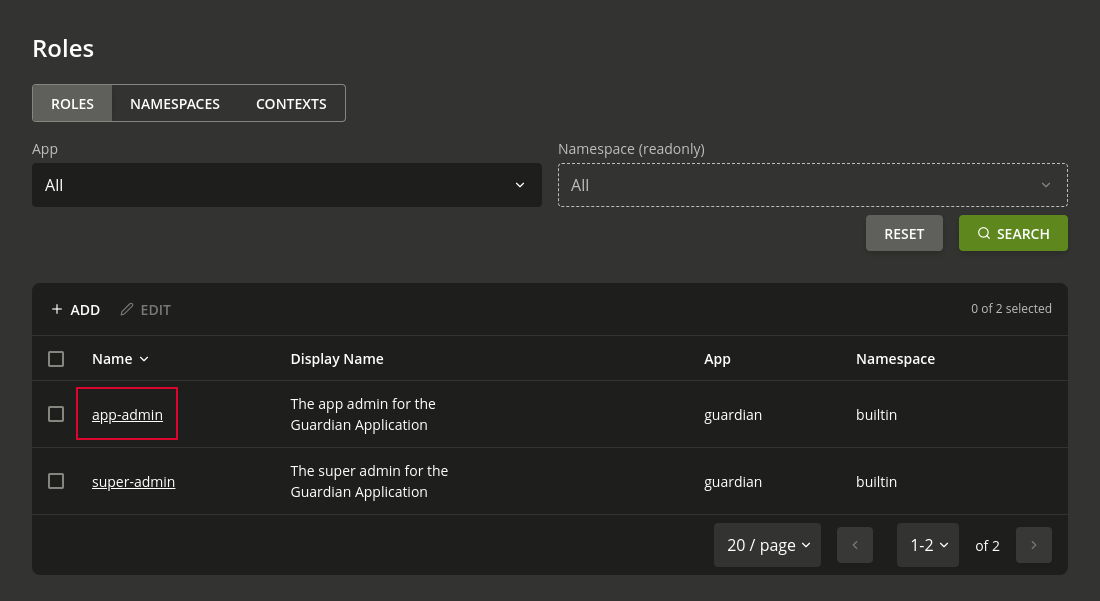 Roles
ROLES NAMESPACES CONTEXTS
App Namespace (readonly)
All All
RESET SEARCH
ADD EDIT 0 of 2 selected
Name Display Name App Namespace
app-admin The app admin for the Guardian Application guardian builtin
super-admin The super admin for the Guardian Application guardian builtin
20 / page 1-2 of 2